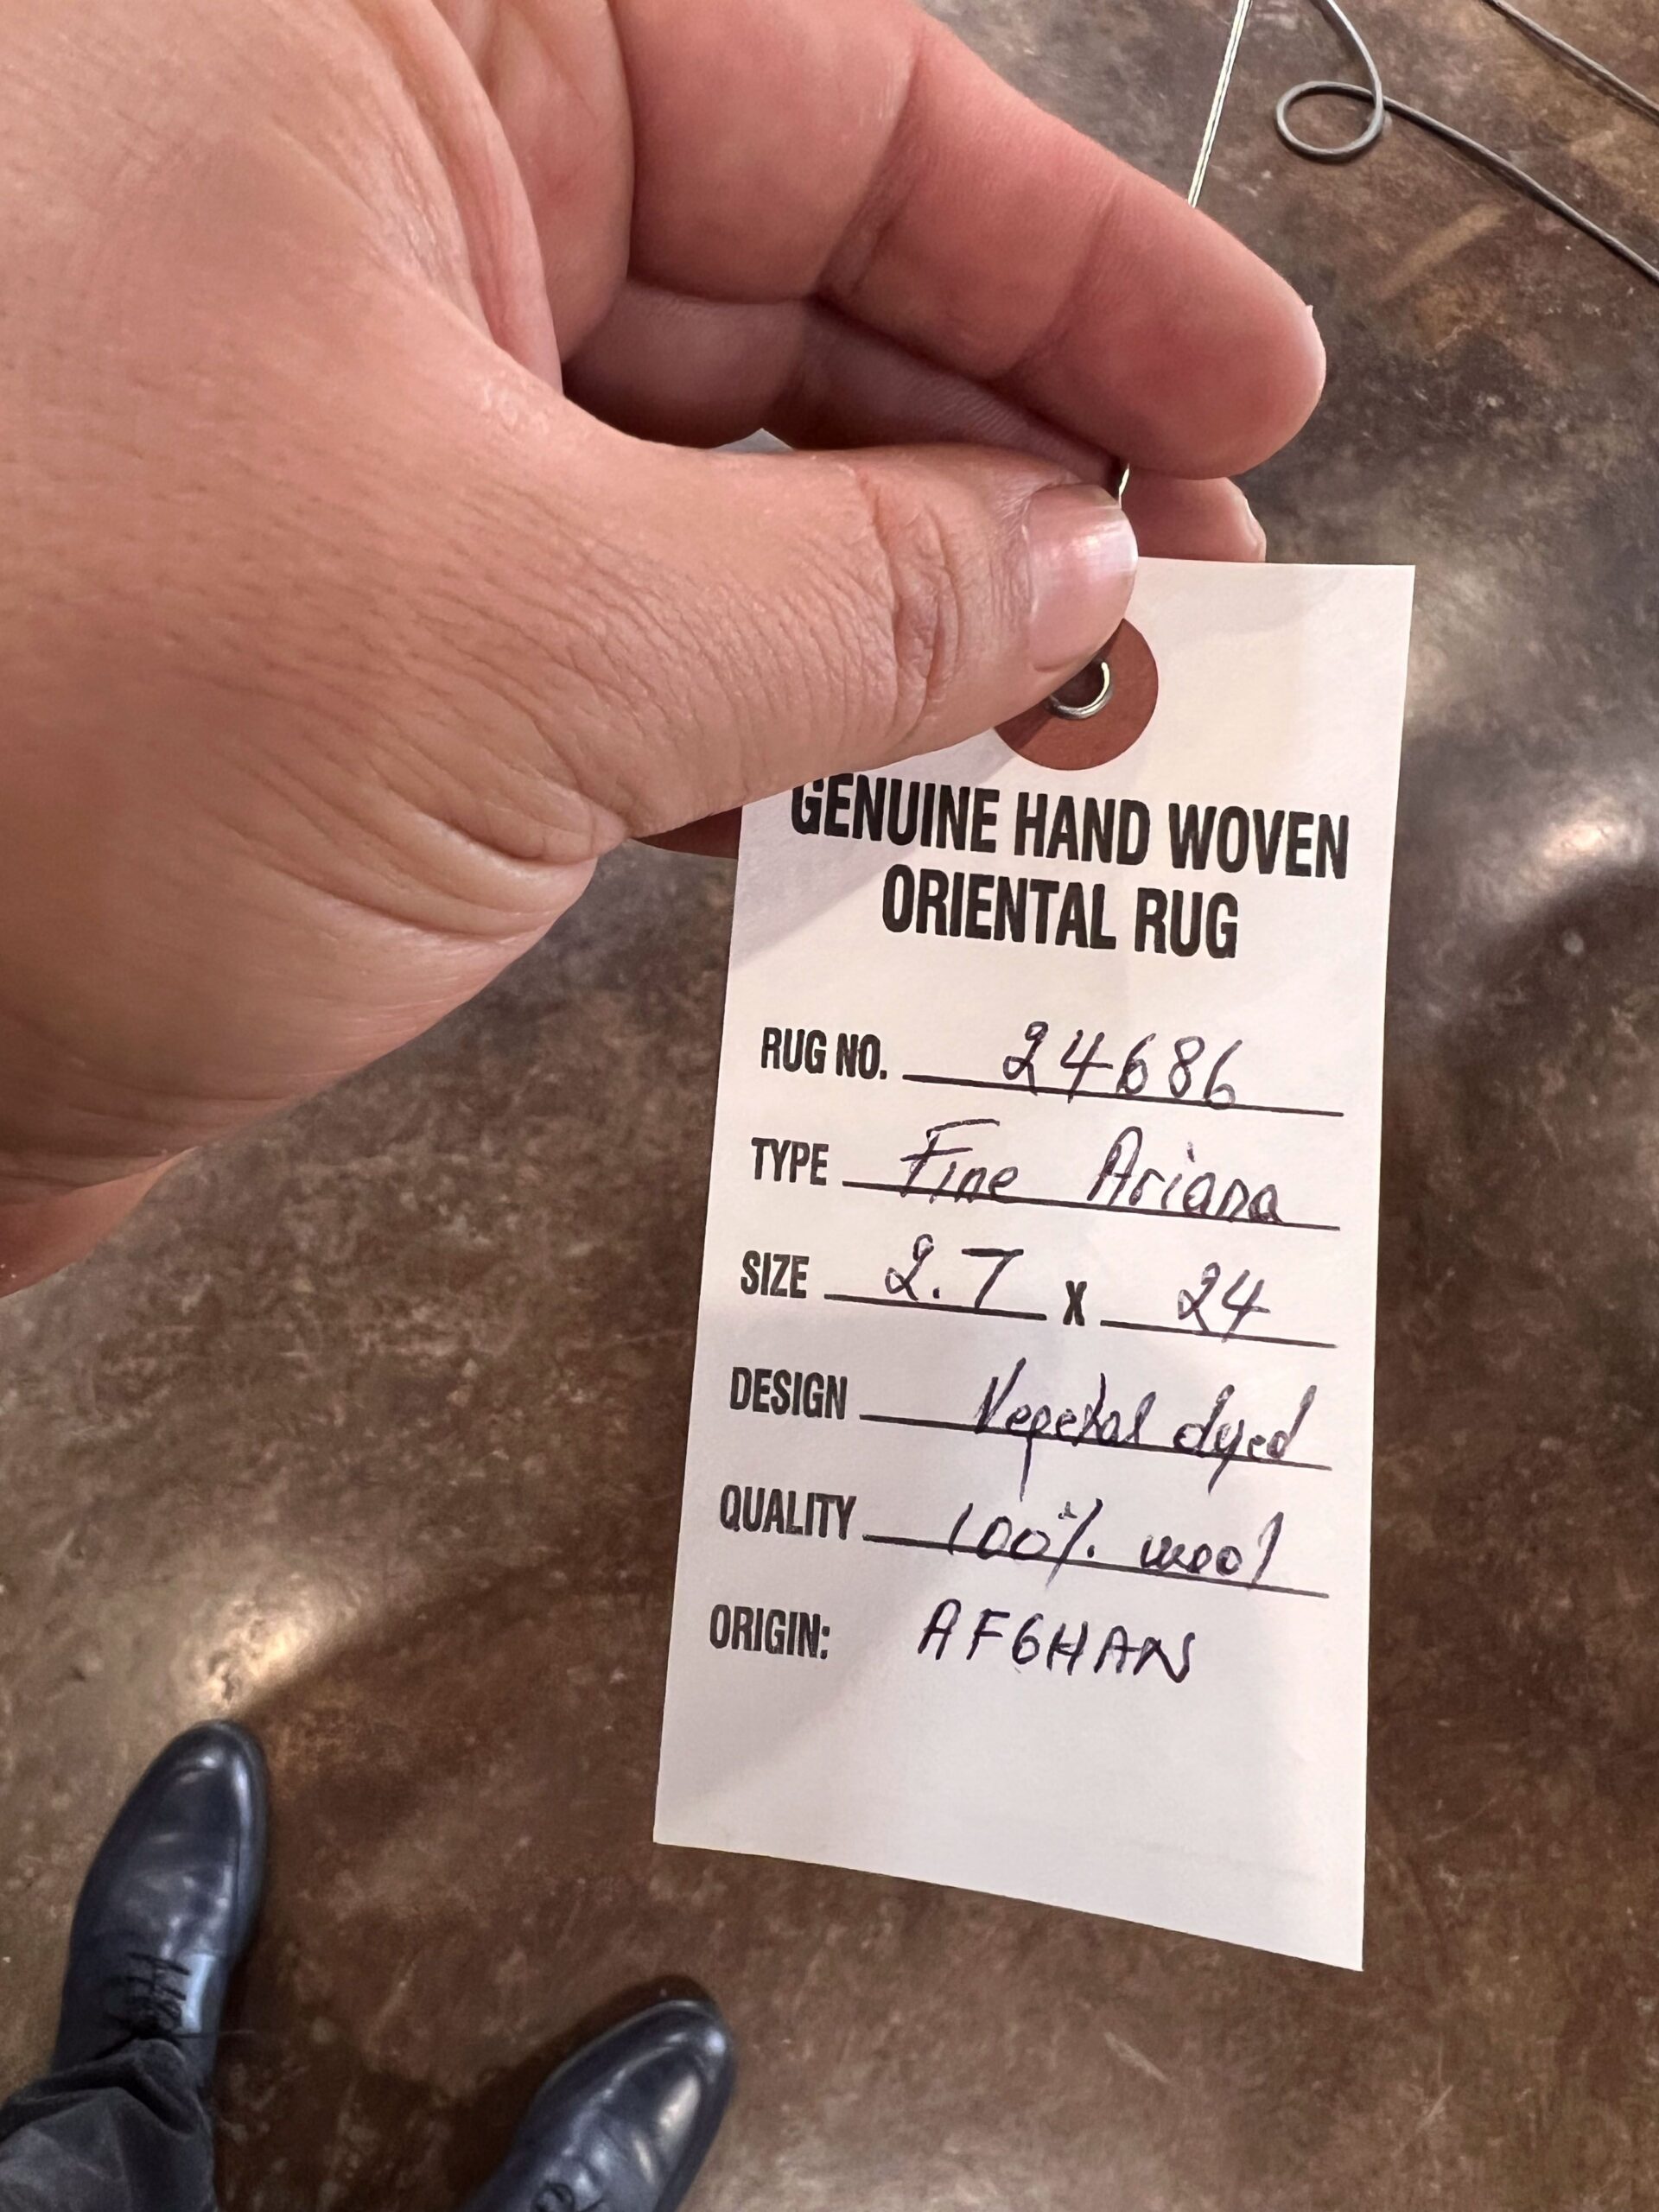 GENUINE HAND WOVEN
ORIENTAL RUG
RUG NO. 24686
TYPE Fine Ariana
SIZE 2.7 x 24
DESIGN Vegetal dyed
QUALITY 100% wool
ORIGIN: AFGHAN